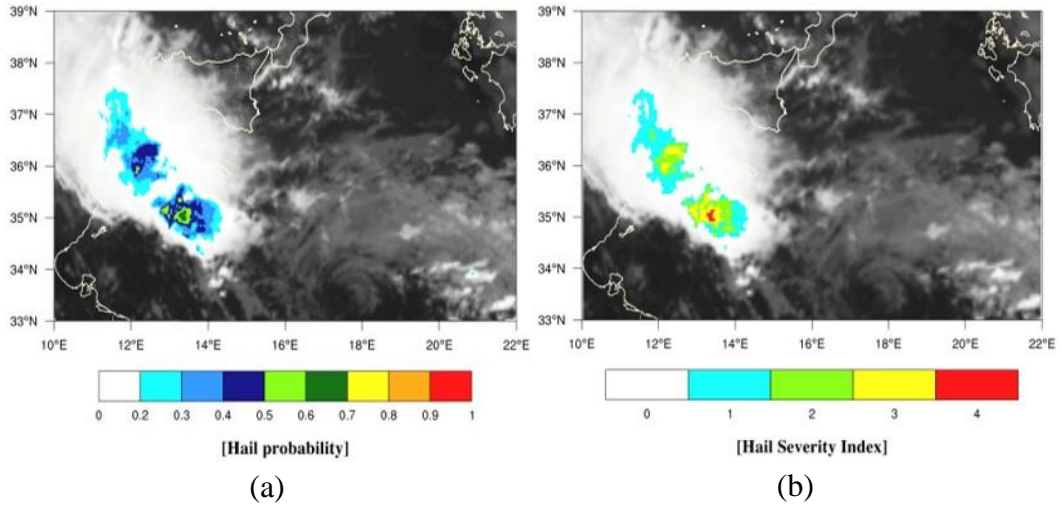 39°N
38°N
37°N
36°N
35°N
34°N
33°N
10°E 12°E 14°E 16°E 18°E 20°E 22°E
0 0.2 0.3 0.4 0.5 0.6 0.7 0.8 0.9 1
[Hail probability]
(a)
39°N
38°N
37°N
36°N
35°N
34°N
33°N
10°E 12°E 14°E 16°E 18°E 20°E 22°E
0 1 2 3 4
[Hail Severity Index]
(b)